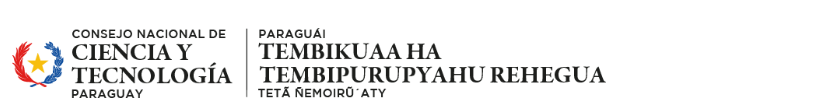 CONSEJO NACIONAL DE
CIENCIA Y
TECNOLOGÍA
PARAGUAY
PARAGUÁI
TEMBIKUAA HA
TEMBIPURUPYAHU REHEGUA
TETÃ ÑEMOIRŨ´ATY